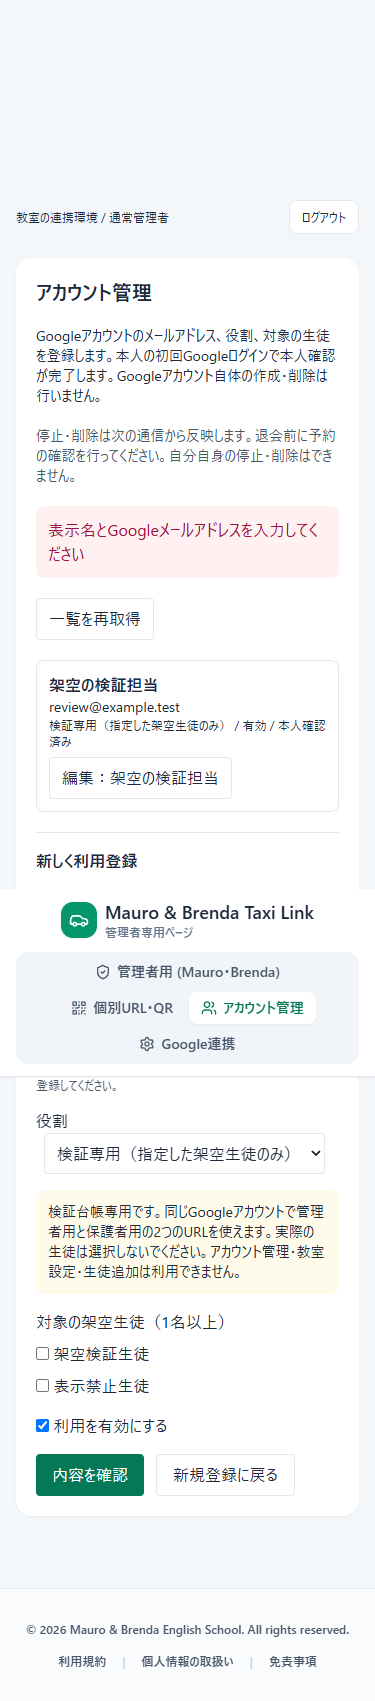 教室の連携環境 / 通常管理者
ログアウト
アカウント管理
Googleアカウントのメールアドレス、役割、対象の生徒
を登録します。本人の初回Googleログインで本人確認
が完了します。Googleアカウント自体の作成・削除は
行いません。
停止・削除は次の通信から反映します。退会前に予約
の確認を行ってください。自分自身の停止・削除はでき
ません。
表示名とGoogleメールアドレスを入力してく
ださい
一覧を再取得
架空の検証担当
review@example.test
検証専用（指定した架空生徒のみ） / 有効 / 本人確認
済み
編集：架空の検証担当
新しく利用登録
Mauro & Brenda Taxi Link
管理者専用ページ
管理者用 (Mauro・Brenda)
個別URL・QR
アカウント管理
Google連携
登録してください。
役割
検証専用（指定した架空生徒のみ）
検証台帳専用です。同じGoogleアカウントで管理
者用と保護者用の2つのURLを使えます。実際の
生徒は選択しないでください。アカウント管理・教室
設定・生徒追加は利用できません。
対象の架空生徒（1名以上）
架空検証生徒
表示禁止生徒
利用を有効にする
内容を確認
新規登録に戻る
© 2026 Mauro & Brenda English School. All rights reserved.
利用規約 | 個人情報の取扱い | 免責事項